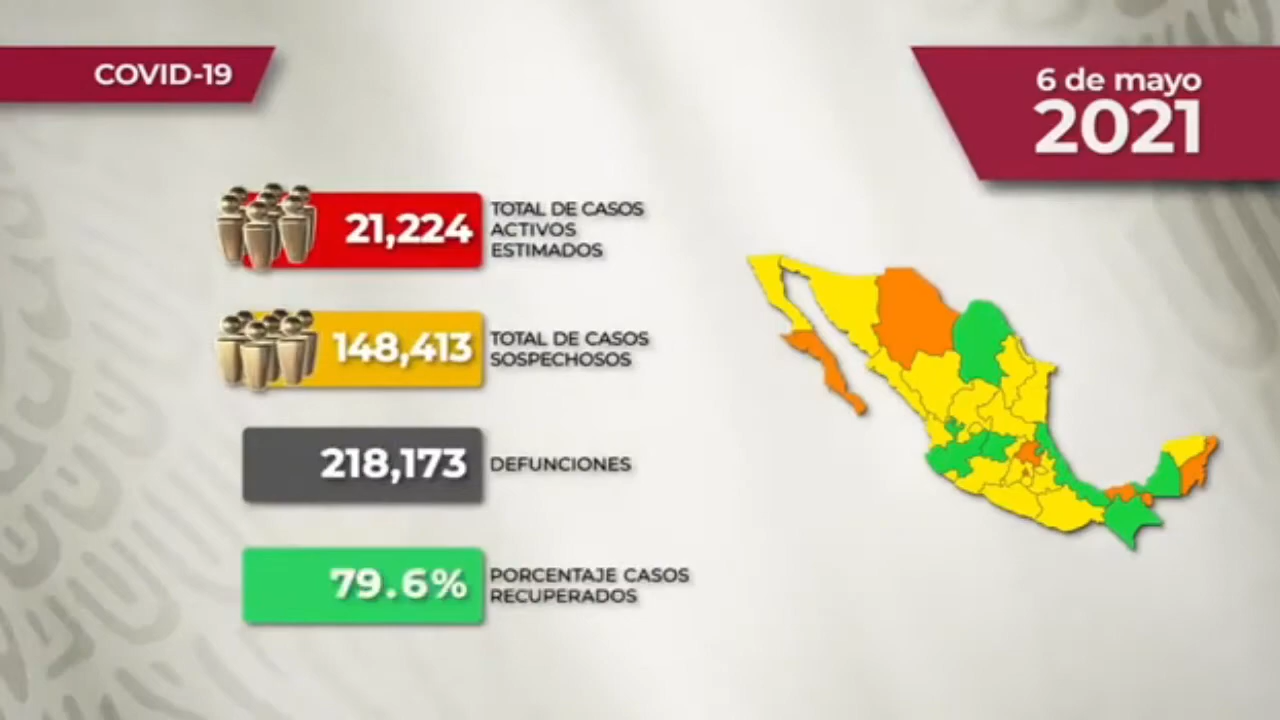 COVID-19
6 de mayo
2021
21,224
TOTAL DE CASOS
ACTIVOS
ESTIMADOS
148,413
TOTAL DE CASOS
SOSPECHOSOS
218,173
DEFUNCIONES
79.6%
PORCENTAJE CASOS
RECUPERADOS